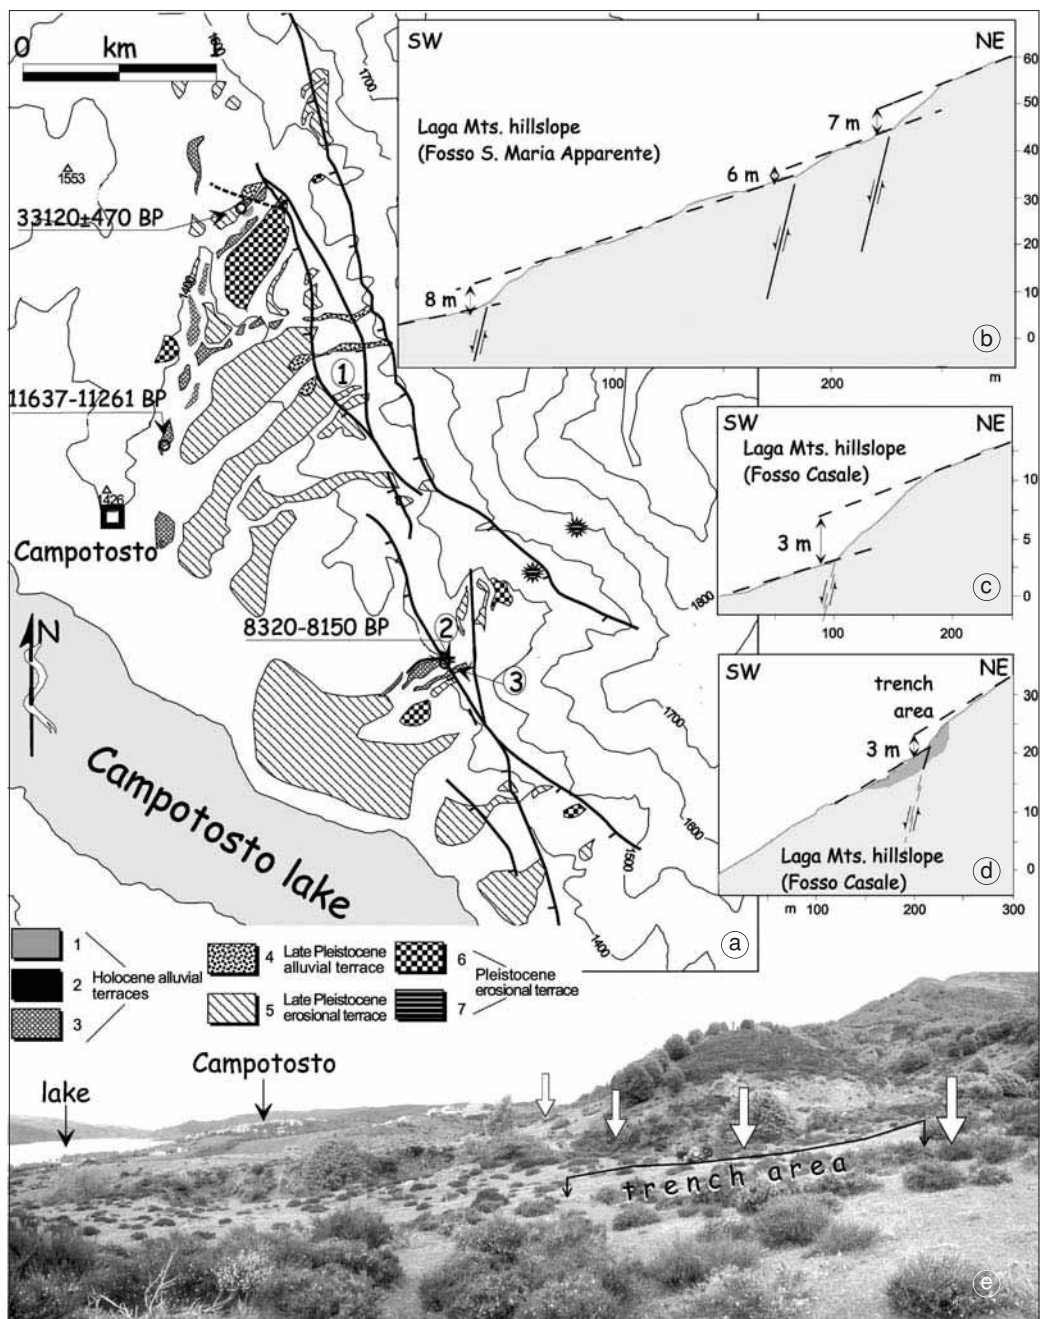 0 km 1
1600
1700
1553
33120±470 BP
1400
11637-11261 BP
1
1426
Campotosto
N
8320-8150 BP
2
3
1800
1700
1600
1500
1400
Campotosto lake
a
SW NE
Laga Mts. hillslope
(Fosso S. Maria Apparente)
7 m
6 m
8 m
60
50
40
30
20
10
0
b
100 200 m
SW NE
Laga Mts. hillslope
(Fosso Casale)
3 m
10
5
0
c
100 200
SW NE
trench
area
3 m
30
20
10
0
Laga Mts. hillslope
(Fosso Casale)
d
m 100 200 300
1
2
3
Holocene alluvial
terraces
4 Late Pleistocene
alluvial terrace
5 Late Pleistocene
erosional terrace
6
7
Pleistocene
erosional terrace
lake
Campotosto
trench area
e